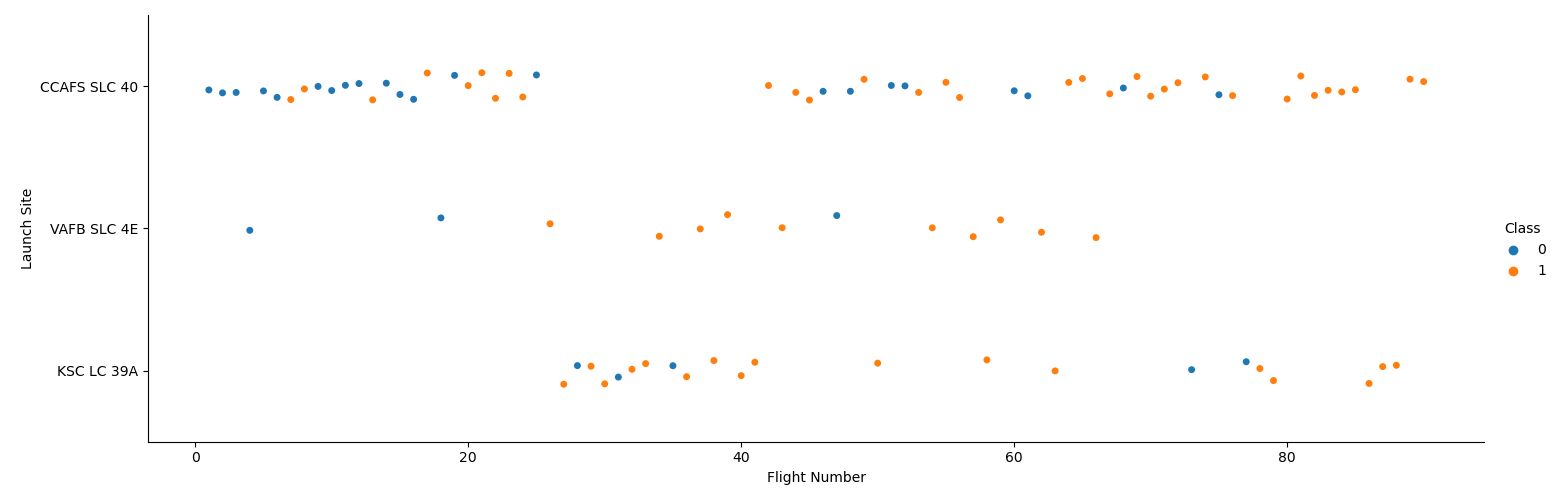 CCAFS SLC 40
VAFB SLC 4E
KSC LC 39A
Launch Site
0 20 40 60 80
Flight Number
Class
0
1